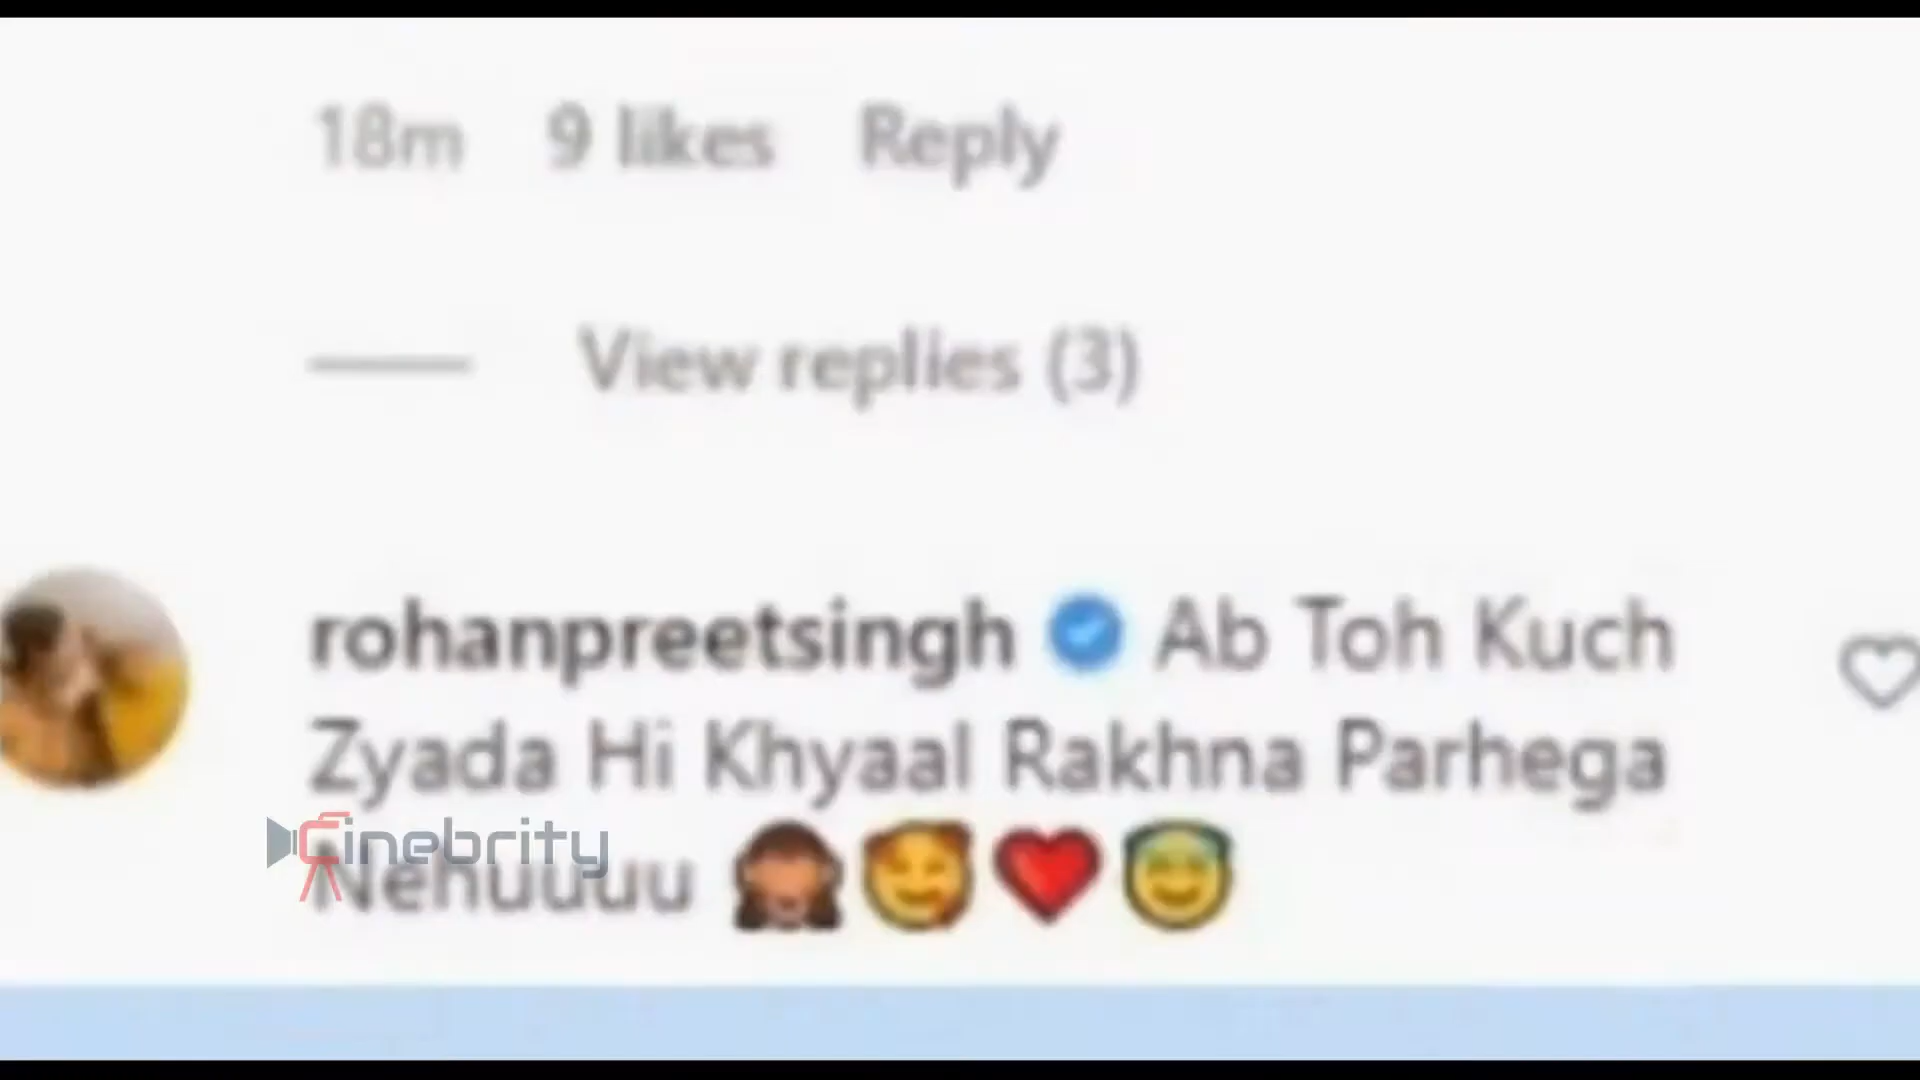 18m 9 likes Reply
View replies (3)
rohanpreetsingh Ab Toh Kuch
Zyada Hi Khyaal Rakhna Parhega
Cinebrity
Nehuuuu